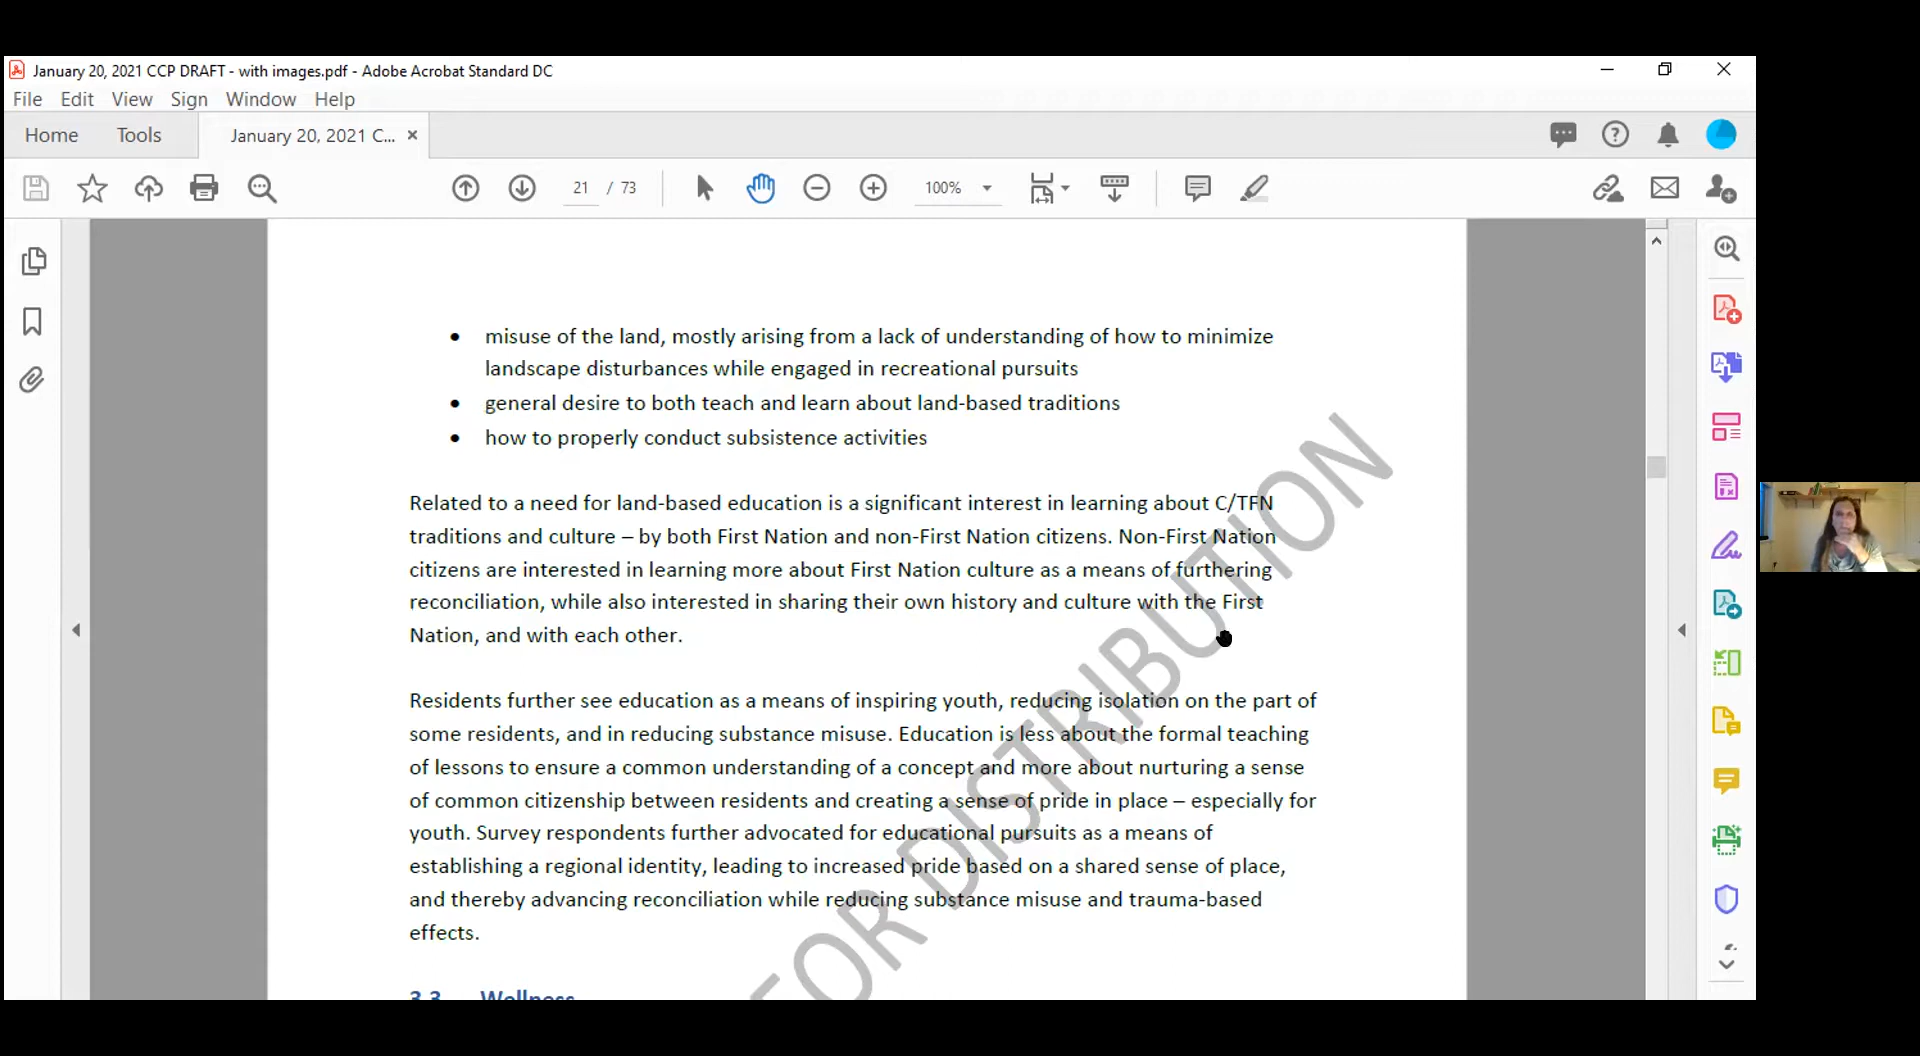 January 20, 2021 CCP DRAFT - with images.pdf - Adobe Acrobat Standard DC
File Edit View Sign Window Help
Home Tools January 20, 2021 C... ×
21 / 73 100%
• misuse of the land, mostly arising from a lack of understanding of how to minimize
landscape disturbances while engaged in recreational pursuits
• general desire to both teach and learn about land-based traditions
• how to properly conduct subsistence activities
Related to a need for land-based education is a significant interest in learning about C/TFN
traditions and culture – by both First Nation and non-First Nation citizens. Non-First Nation
citizens are interested in learning more about First Nation culture as a means of furthering
reconciliation, while also interested in sharing their own history and culture with the First
Nation, and with each other.
Residents further see education as a means of inspiring youth, reducing isolation on the part of
some residents, and in reducing substance misuse. Education is less about the formal teaching
of lessons to ensure a common understanding of a concept and more about nurturing a sense
of common citizenship between residents and creating a sense of pride in place – especially for
youth. Survey respondents further advocated for educational pursuits as a means of
establishing a regional identity, leading to increased pride based on a shared sense of place,
and thereby advancing reconciliation while reducing substance misuse and trauma-based
effects.
3.3 Wellness
FOR DISTRIBUTION